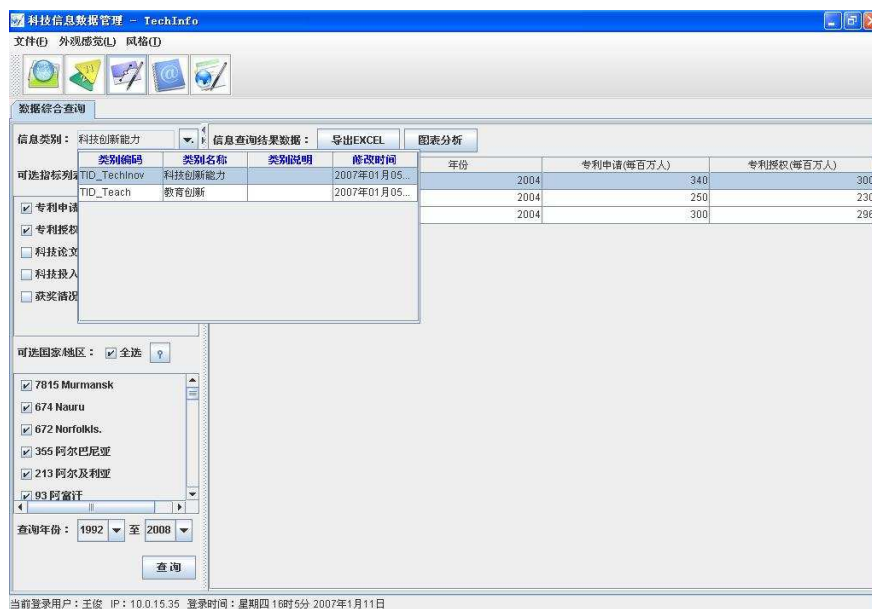 科技信息数据管理 - TechInfo
文件(F) 外观感觉(L) 风格(T)
数据综合查询
信息类别： 科技创新能力 信息查询结果数据： 导出EXCEL 图表分析
类别编码 类别名称 类别说明 修改时间
TID_TechInov 科技创新能力 2007年01月05...
TID_Teach 教育创新 2007年01月05...
年份 专利申请(每百万人) 专利授权(每百万人)
2004 340 300
2004 250 230
2004 300 296
可选指标列
专利申请
专利授权
科技论文
科技投入
获奖情况
可选国家/地区： 全选
7815 Murmansk
674 Nauru
672 NorfolkIs.
355 阿尔巴尼亚
213 阿尔及利亚
93 阿富汗
查询年份： 1992 至 2008
查询
当前登录用户：王俊 IP：10.0.15.35 登录时间：星期四 16时5分 2007年1月11日